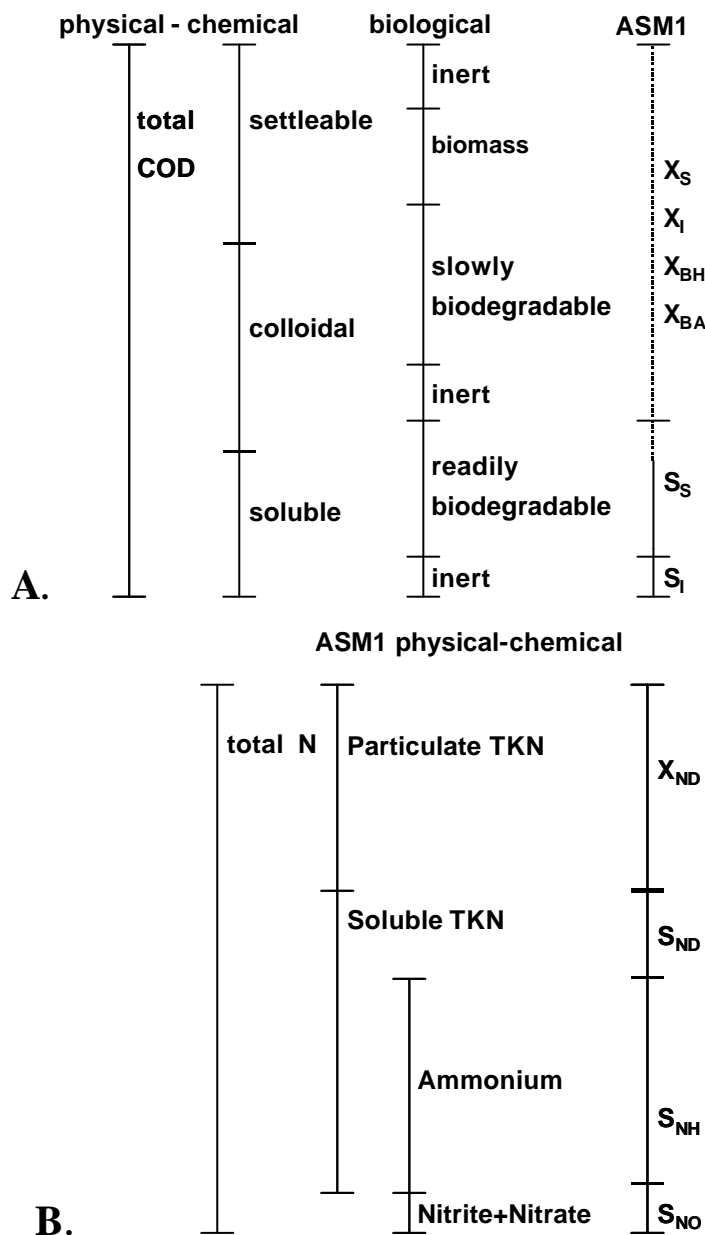 physical - chemical biological ASM1
inert
total settleable
biomass
COD
X_S
X_I
slowly X_BH
biodegradable
X_BA
colloidal
inert
readily
S_S
biodegradable
soluble
inert S_I
A.
ASM1 physical-chemical
total N Particulate TKN
X_ND
Soluble TKN
S_ND
Ammonium
S_NH
Nitrite+Nitrate S_NO
B.